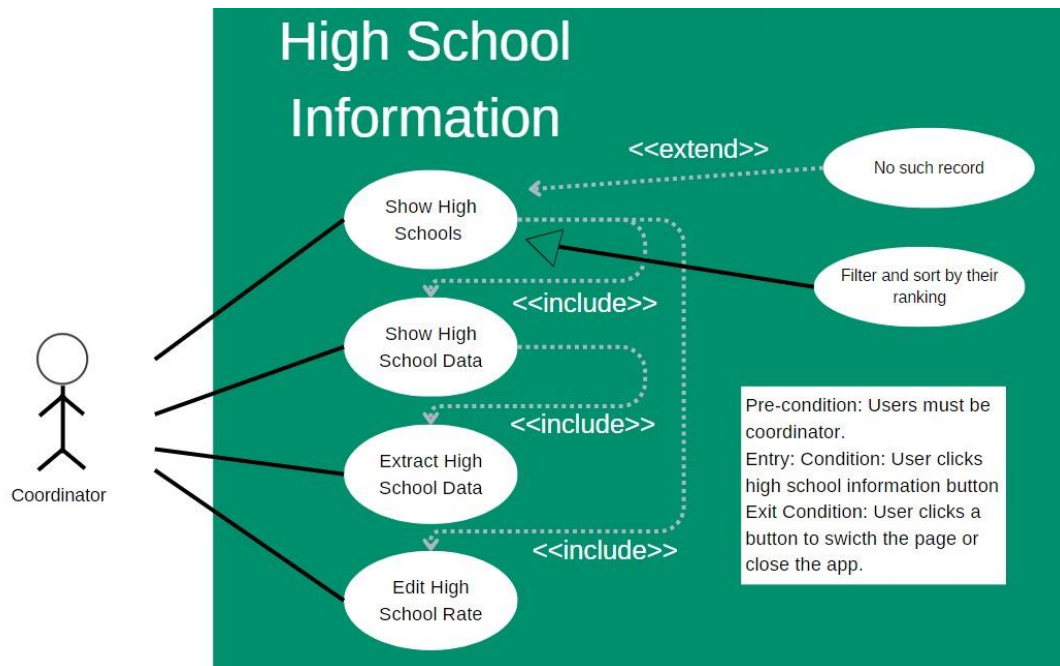 High School
Information
<<extend>>
No such record
Show High
Schools
Filter and sort by their
ranking
<<include>>
Show High
School Data
<<include>>
Extract High
School Data
<<include>>
Edit High
School Rate
Coordinator
Pre-condition: Users must be
coordinator.
Entry: Condition: User clicks
high school information button
Exit Condition: User clicks a
button to swicth the page or
close the app.